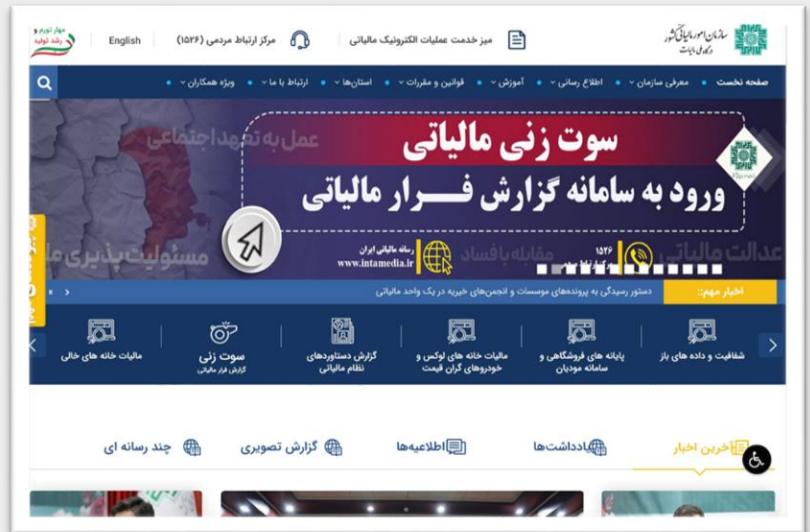 سازمان امور مالیاتی کشور
میز خدمت عملیات الکترونیک مالیاتی
مرکز ارتباط مردمی (۱۵۲۶)
English
مهار تورم و
رشد تولید
صفحه نخست
معرفی سازمان
اطلاع رسانی
آموزش
قوانین و مقررات
استان‌ها
ارتباط با ما
ویژه همکاران
عمل به تعهد اجتماعی
سوت زنی مالیاتی
ورود به سامانه گزارش فـــرار مالیاتی
عدالت مالیاتی
۱۵۲۶
مقابله با فساد
رسانه مالیاتی ایران
www.intamedia.ir
مسئولیت پذیری
اخبار مهم::
دستور رسیدگی به پرونده‌های موسسات و انجمن‌های خیریه در یک واحد مالیاتی
شفافیت و داده های باز
پایانه های فروشگاهی و
سامانه مودیان
مالیات خانه های لوکس و
خودروهای گران قیمت
گزارش دستاوردهای
نظام مالیاتی
سوت زنی
گزارش فرار مالیاتی
مالیات خانه های خالی
آخرین اخبار
یادداشت‌ها
اطلاعیه‌ها
گزارش تصویری
چند رسانه ای